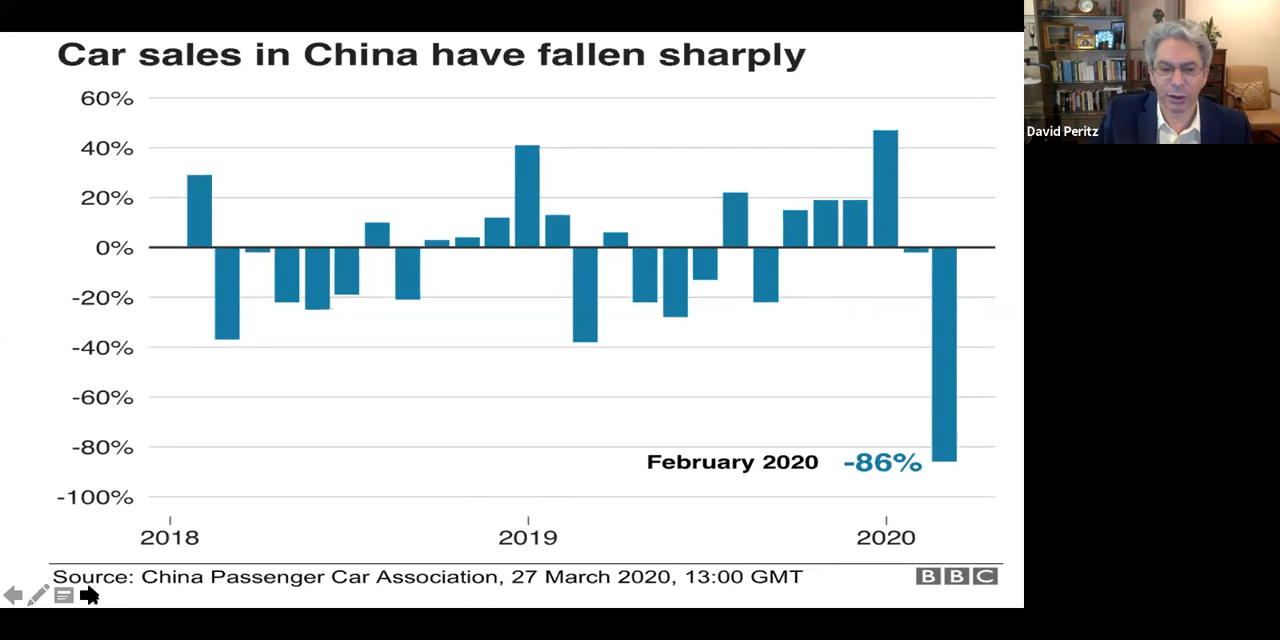 Car sales in China have fallen sharply
60%
40%
20%
0%
-20%
-40%
-60%
-80%
-100%
February 2020 -86%
2018 2019 2020
Source: China Passenger Car Association, 27 March 2020, 13:00 GMT
BBC
David Peritz